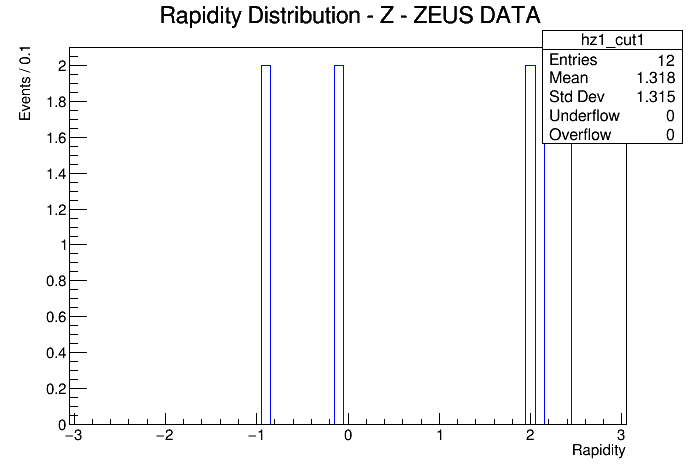 Rapidity Distribution - Z - ZEUS DATA
hz1_cut1
Entries 12
Mean 1.318
Std Dev 1.315
Underflow 0
Overflow 0
Events / 0.1
2
1.8
1.6
1.4
1.2
1
0.8
0.6
0.4
0.2
0
−3 −2 −1 0 1 2 3
Rapidity